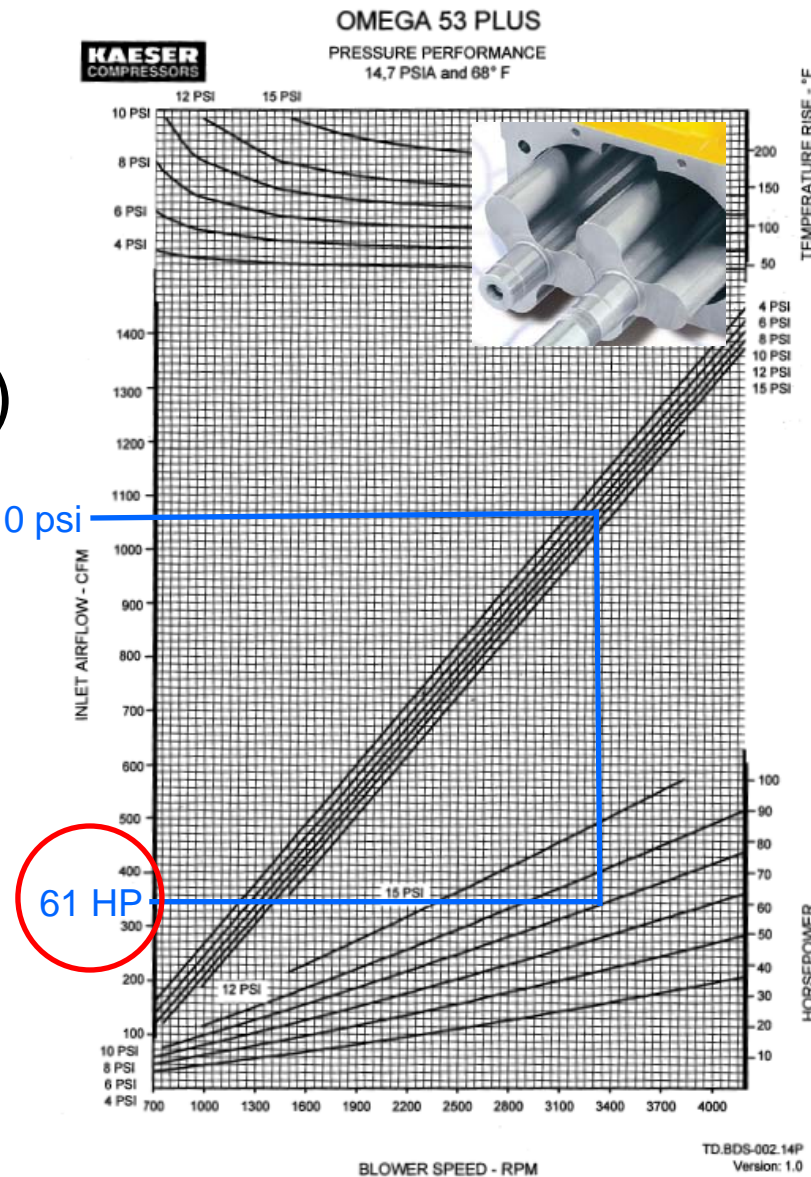 OMEGA 53 PLUS
KAESER
COMPRESSORS
PRESSURE PERFORMANCE
14,7 PSIA and 68° F
12 PSI 15 PSI
10 PSI
8 PSI
6 PSI
4 PSI
200
150
100
50
TEMPERATURE RISE - °F
4 PSI
6 PSI
8 PSI
10 PSI
12 PSI
15 PSI
1400
1300
1200
1100
0 psi
1000
900
800
700
600
500
400
300
200
100
INLET AIRFLOW - CFM
61 HP
15 PSI
12 PSI
100
90
80
70
60
50
40
30
20
10
HORSEPOWER
10 PSI
8 PSI
6 PSI
4 PSI
700 1000 1300 1600 1900 2200 2500 2800 3100 3400 3700 4000
BLOWER SPEED - RPM
TD.BDS-002.14P
Version: 1.0